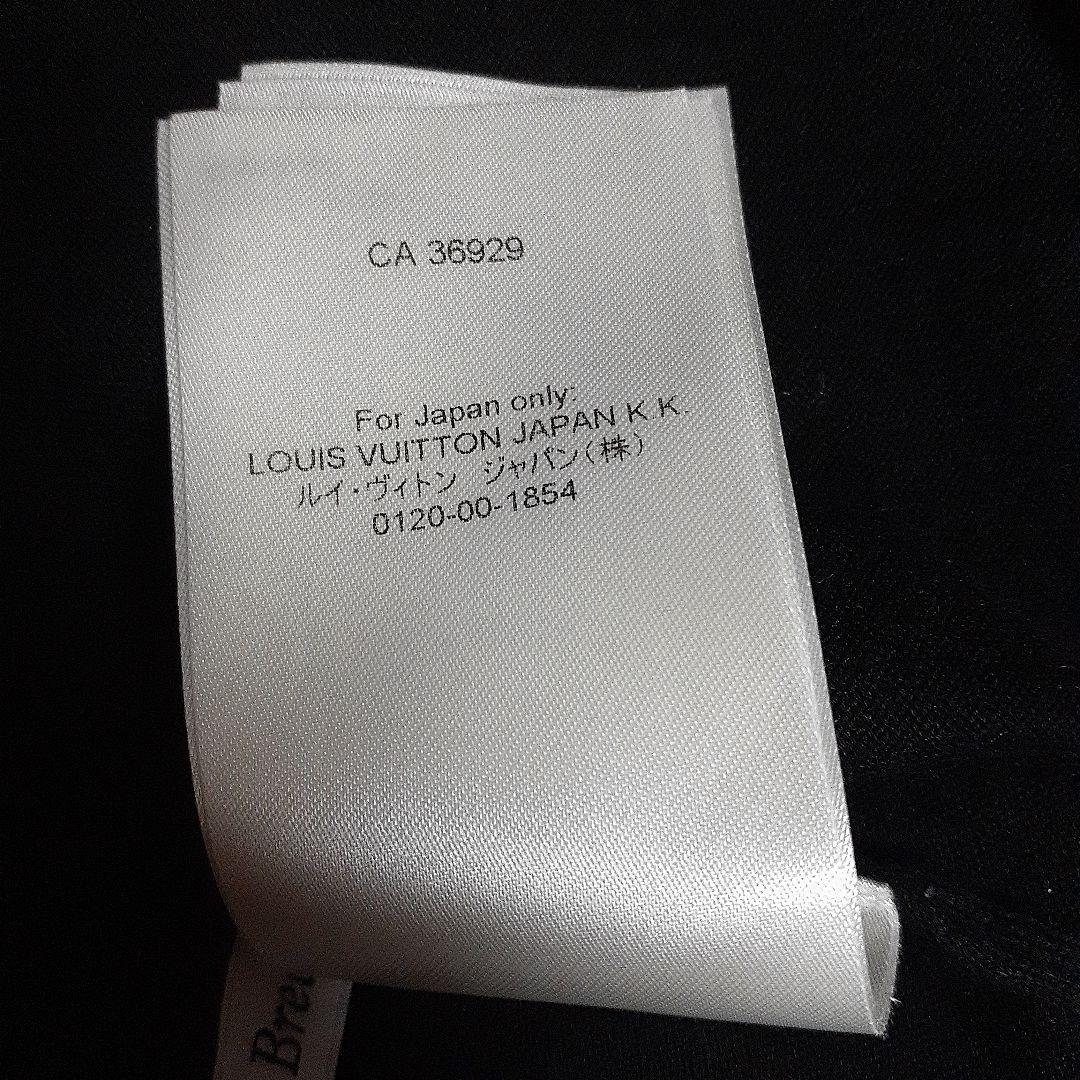 CA 36929
For Japan only:
LOUIS VUITTON JAPAN K.K.
ルイ・ヴィトン ジャパン(株)
0120-00-1854